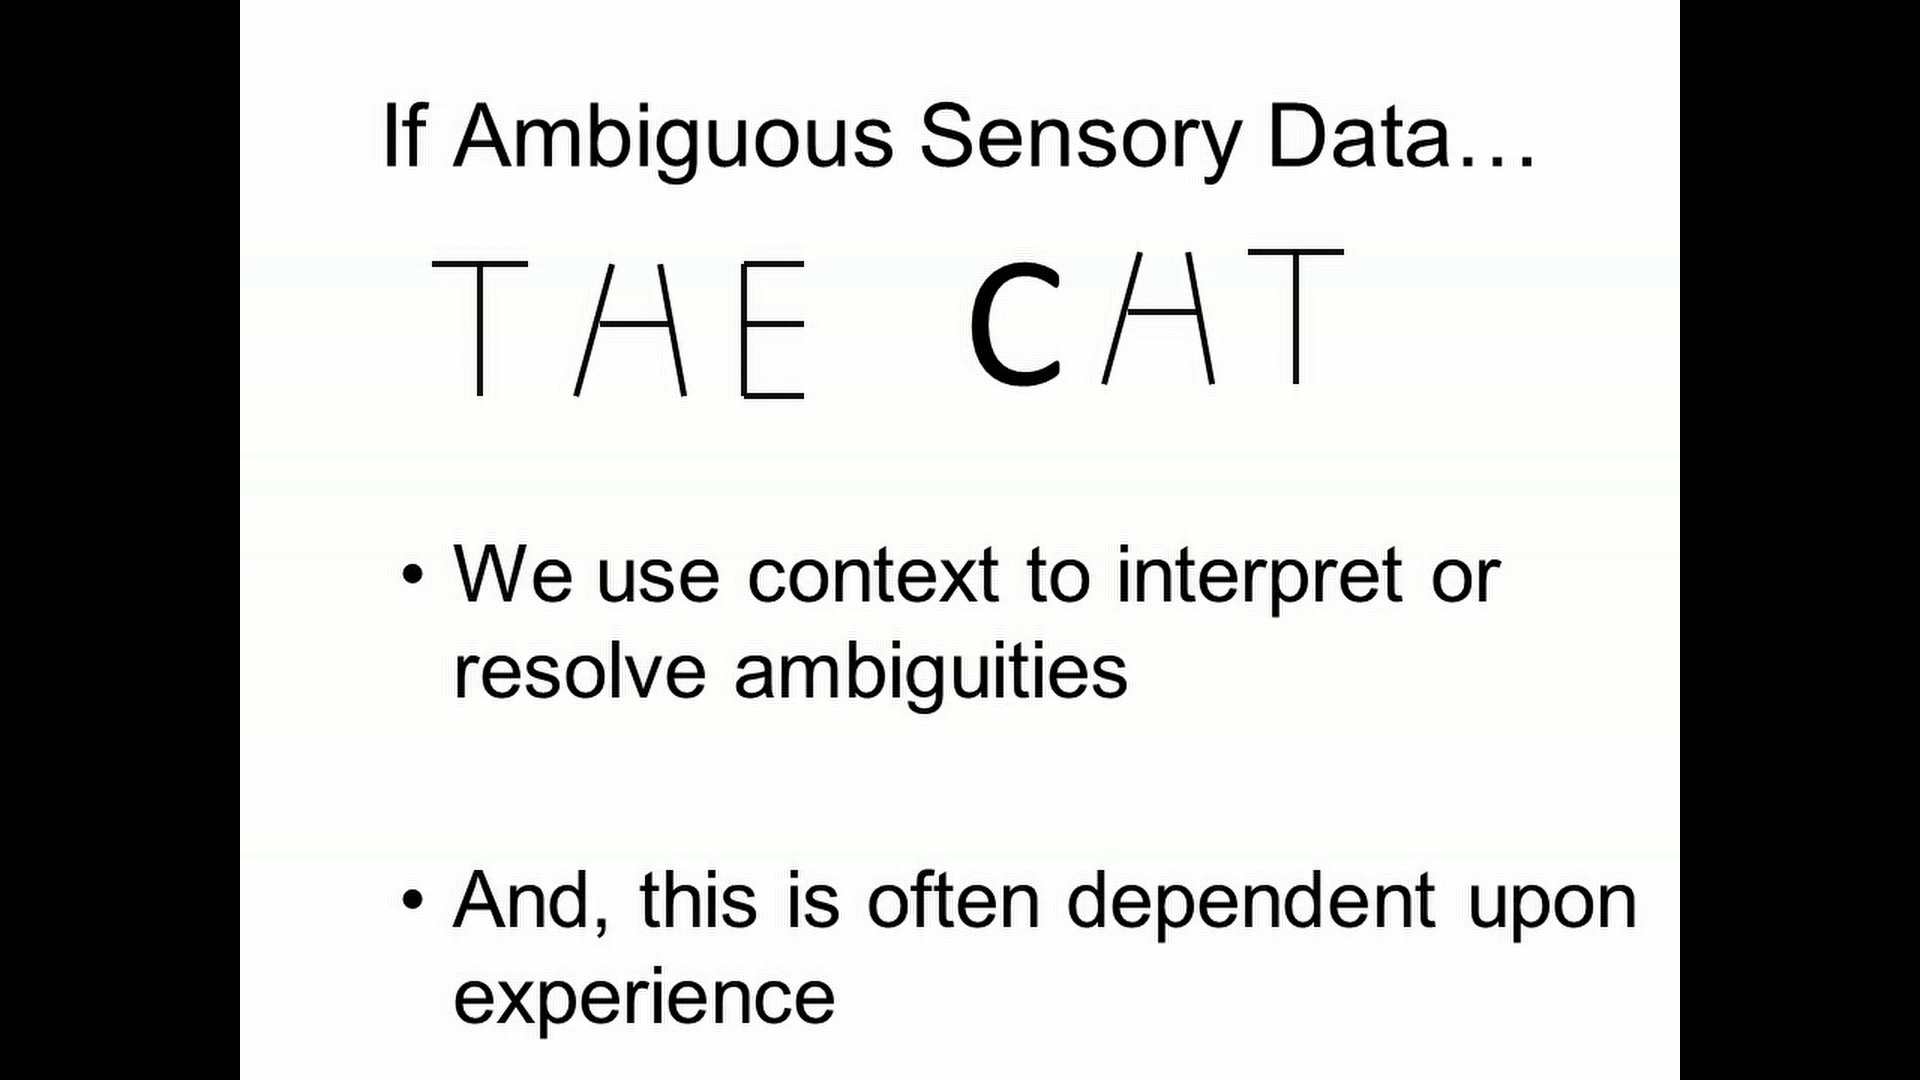 If Ambiguous Sensory Data…
THE CAT
• We use context to interpret or
resolve ambiguities
• And, this is often dependent upon
experience